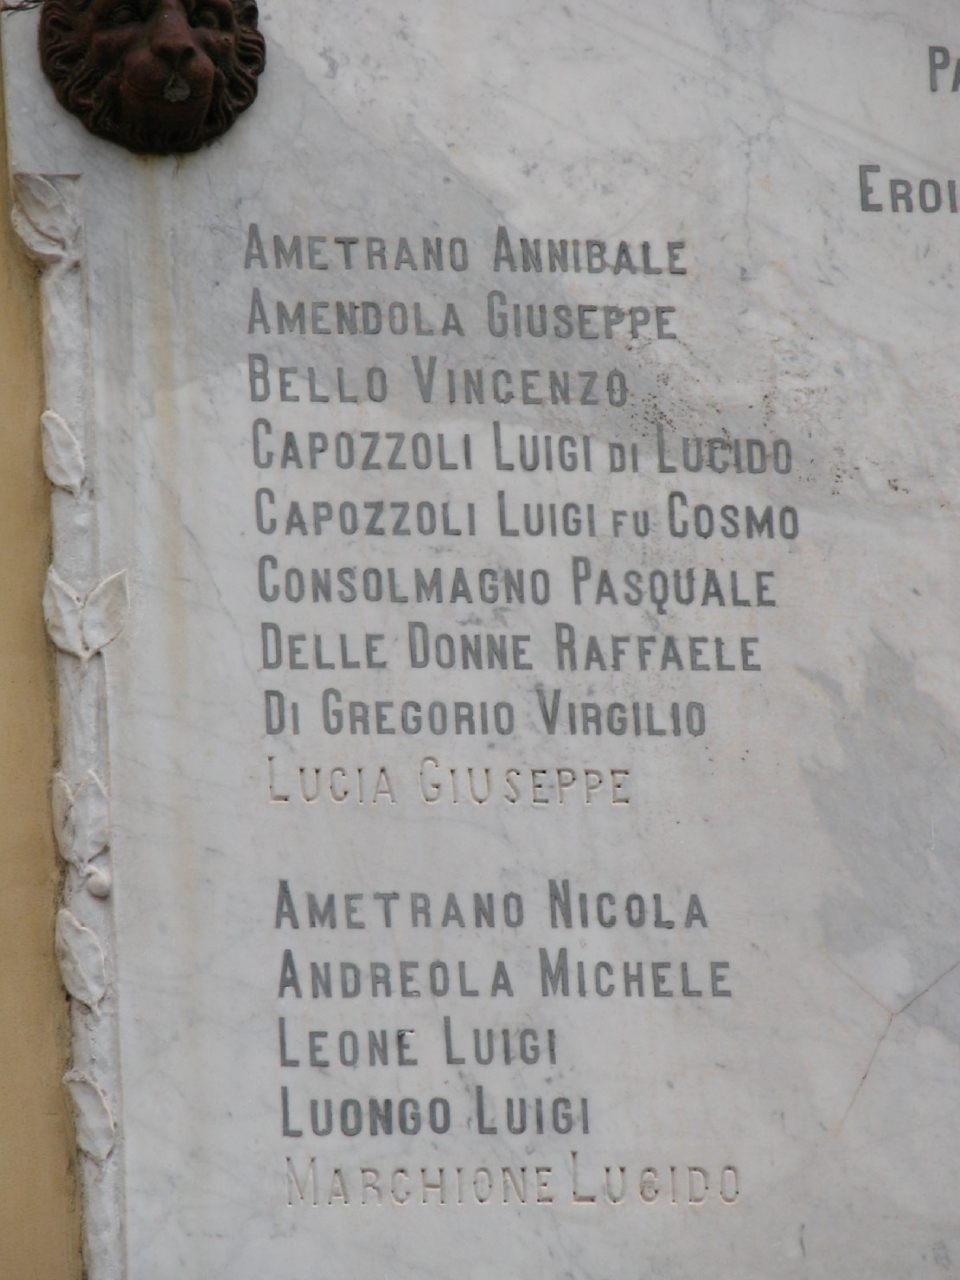 EROI
AMETRANO ANNIBALE
AMENDOLA GIUSEPPE
BELLO VINCENZO
CAPOZZOLI LUIGI DI LUCIDO
CAPOZZOLI LUIGI FU COSMO
CONSOLMAGNO PASQUALE
DELLE DONNE RAFFAELE
DI GREGORIO VIRGILIO
LUCIA GIUSEPPE
AMETRANO NICOLA
ANDREOLA MICHELE
LEONE LUIGI
LUONGO LUIGI
MARCHIONE LUCIDO